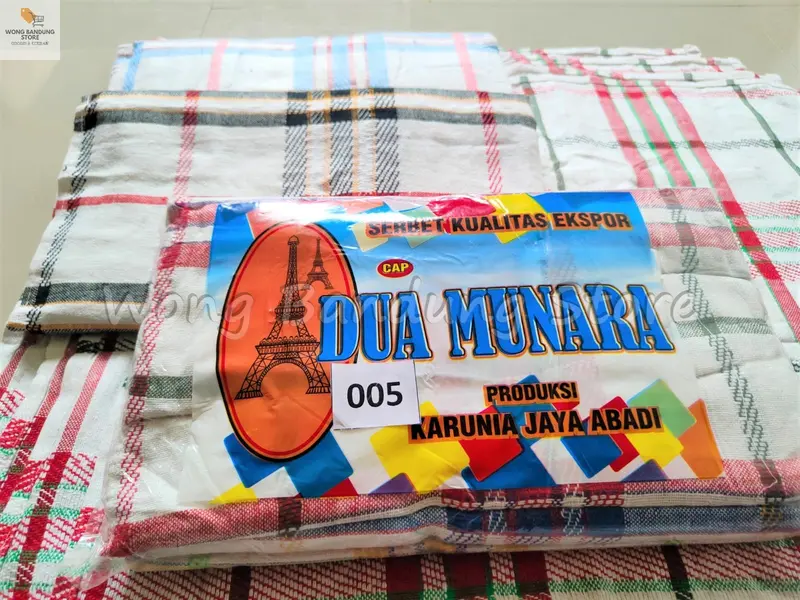 WONG BANDUNG
STORE
SERBET KUALITAS EKSPOR
CAP
DUA MUNARA
Wong Bandung Store
005
PRODUKSI
KARUNIA JAYA ABADI